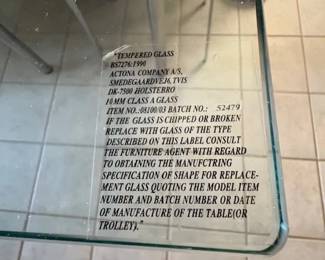 "TEMPERED GLASS
BS7276:1990
ACTONA COMPANY A/S,
SMEDEGAARDVEJ6, TVIS
DK-7500 HOLSTEBRO
10 MM CLASS A GLASS
ITEM NO.:08100/03 BATCH NO.: 52479
IF THE GLASS IS CHIPPED OR BROKEN
REPLACE WITH GLASS OF THE TYPE
DESCRIBED ON THIS LABEL CONSULT
THE FURNITURE AGENT WITH REGARD
TO OBTAINING THE MANUFCTRING
SPECIFICATION OF SHAPE FOR REPLACE-
MENT GLASS QUOTING THE MODEL ITEM
NUMBER AND BATCH NUMBER OR DATE
OF MANUFACTURE OF THE TABLE(OR
TROLLEY)."